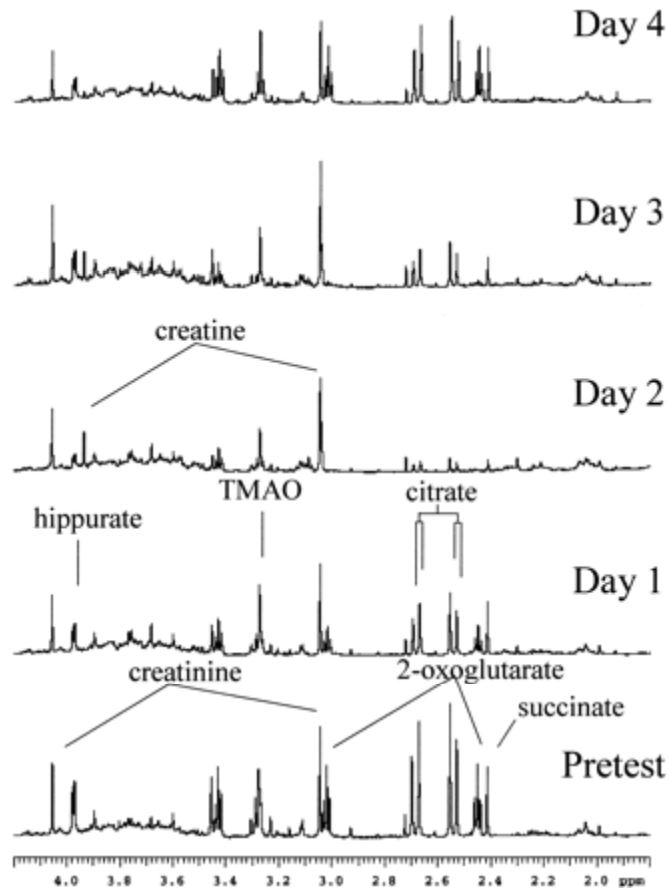 Day 4
Day 3
creatine
Day 2
TMAO
citrate
hippurate
Day 1
creatinine
2-oxoglutarate
succinate
Pretest
4.0 3.8 3.6 3.4 3.2 3.0 2.8 2.6 2.4 2.2 2.0 ppm